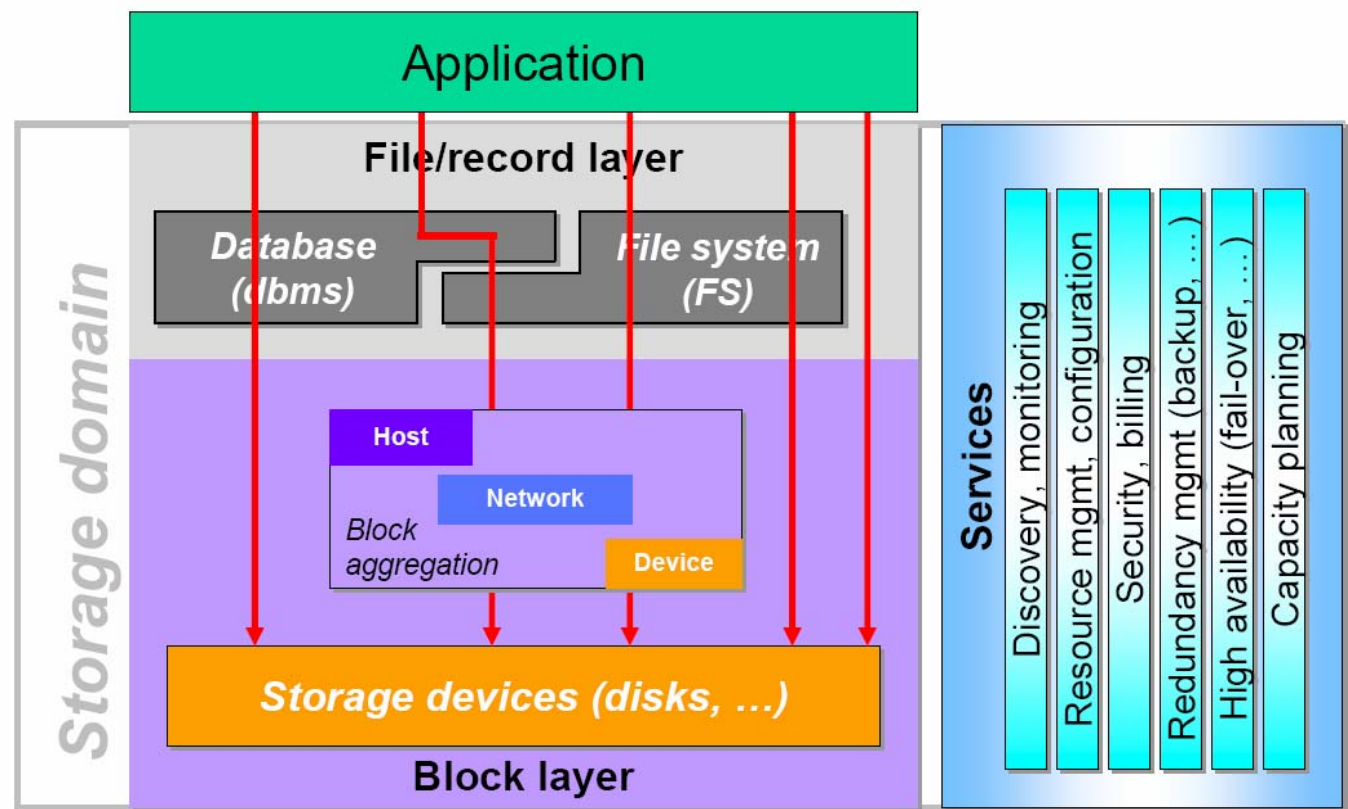 Application
Storage domain
File/record layer
Database
(dbms)
File system
(FS)
Host
Network
Block
aggregation
Device
Storage devices (disks, …)
Block layer
Services
Discovery, monitoring
Resource mgmt, configuration
Security, billing
Redundancy mgmt (backup, …)
High availability (fail-over, …)
Capacity planning